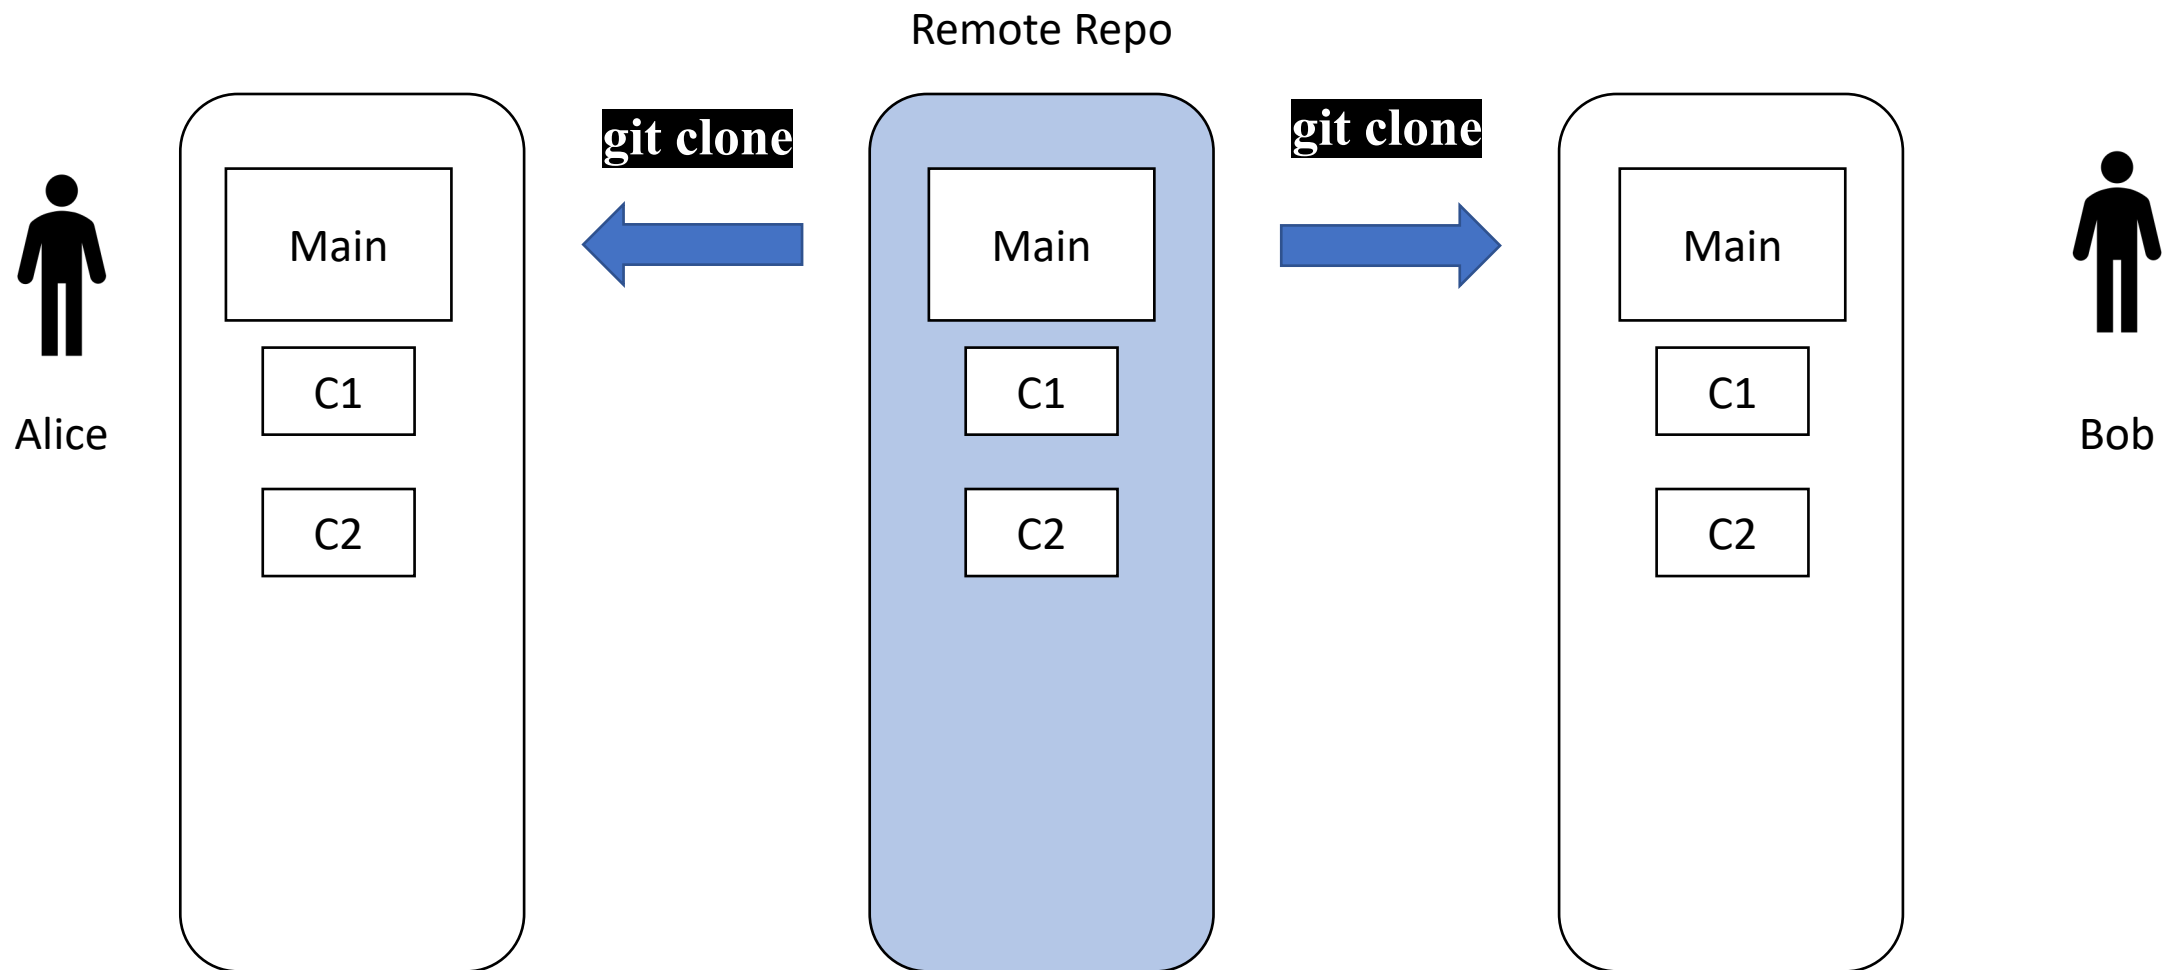 Remote Repo
git clone
git clone
Main
Main
Main
C1
C1
C1
Alice
Bob
C2
C2
C2